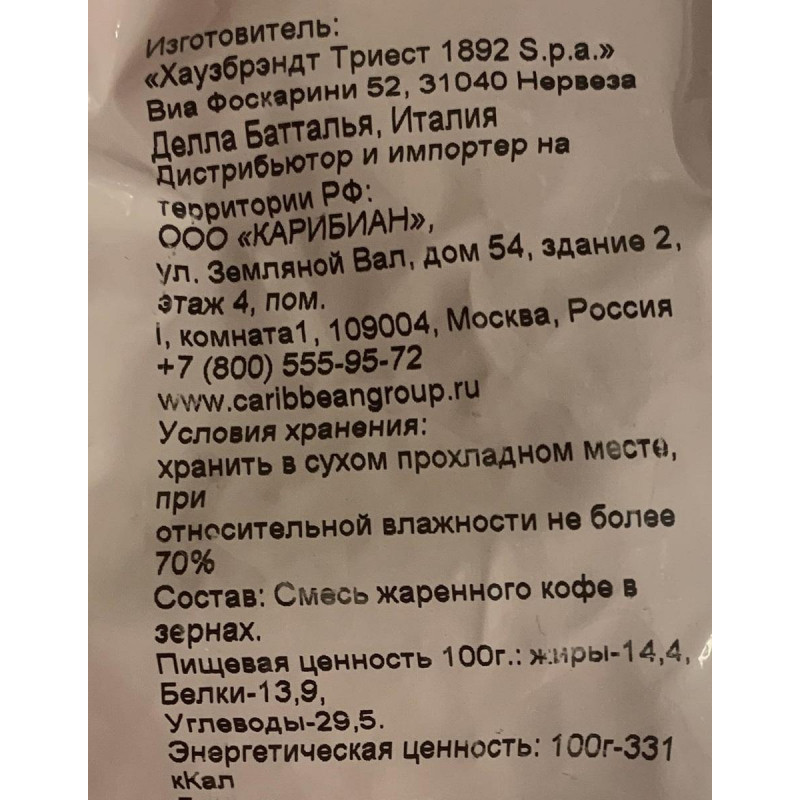 Изготовитель:
«Хаузбрэндт Триест 1892 S.p.a.»
Виа Фоскарини 52, 31040 Нервеза
Делла Батталья, Италия
Дистрибьютор и импортер на
территории РФ:
ООО «КАРИБИАН»,
ул. Земляной Вал, дом 54, здание 2,
этаж 4, пом.
I, комната1, 109004, Москва, Россия
+7 (800) 555-95-72
www.caribbeangroup.ru
Условия хранения:
хранить в сухом прохладном месте,
при
относительной влажности не более
70%
Состав: Смесь жаренного кофе в
зернах.
Пищевая ценность 100г.: жиры-14,4,
Белки-13,9,
Углеводы-29,5.
Энергетическая ценность: 100г-331
кКал